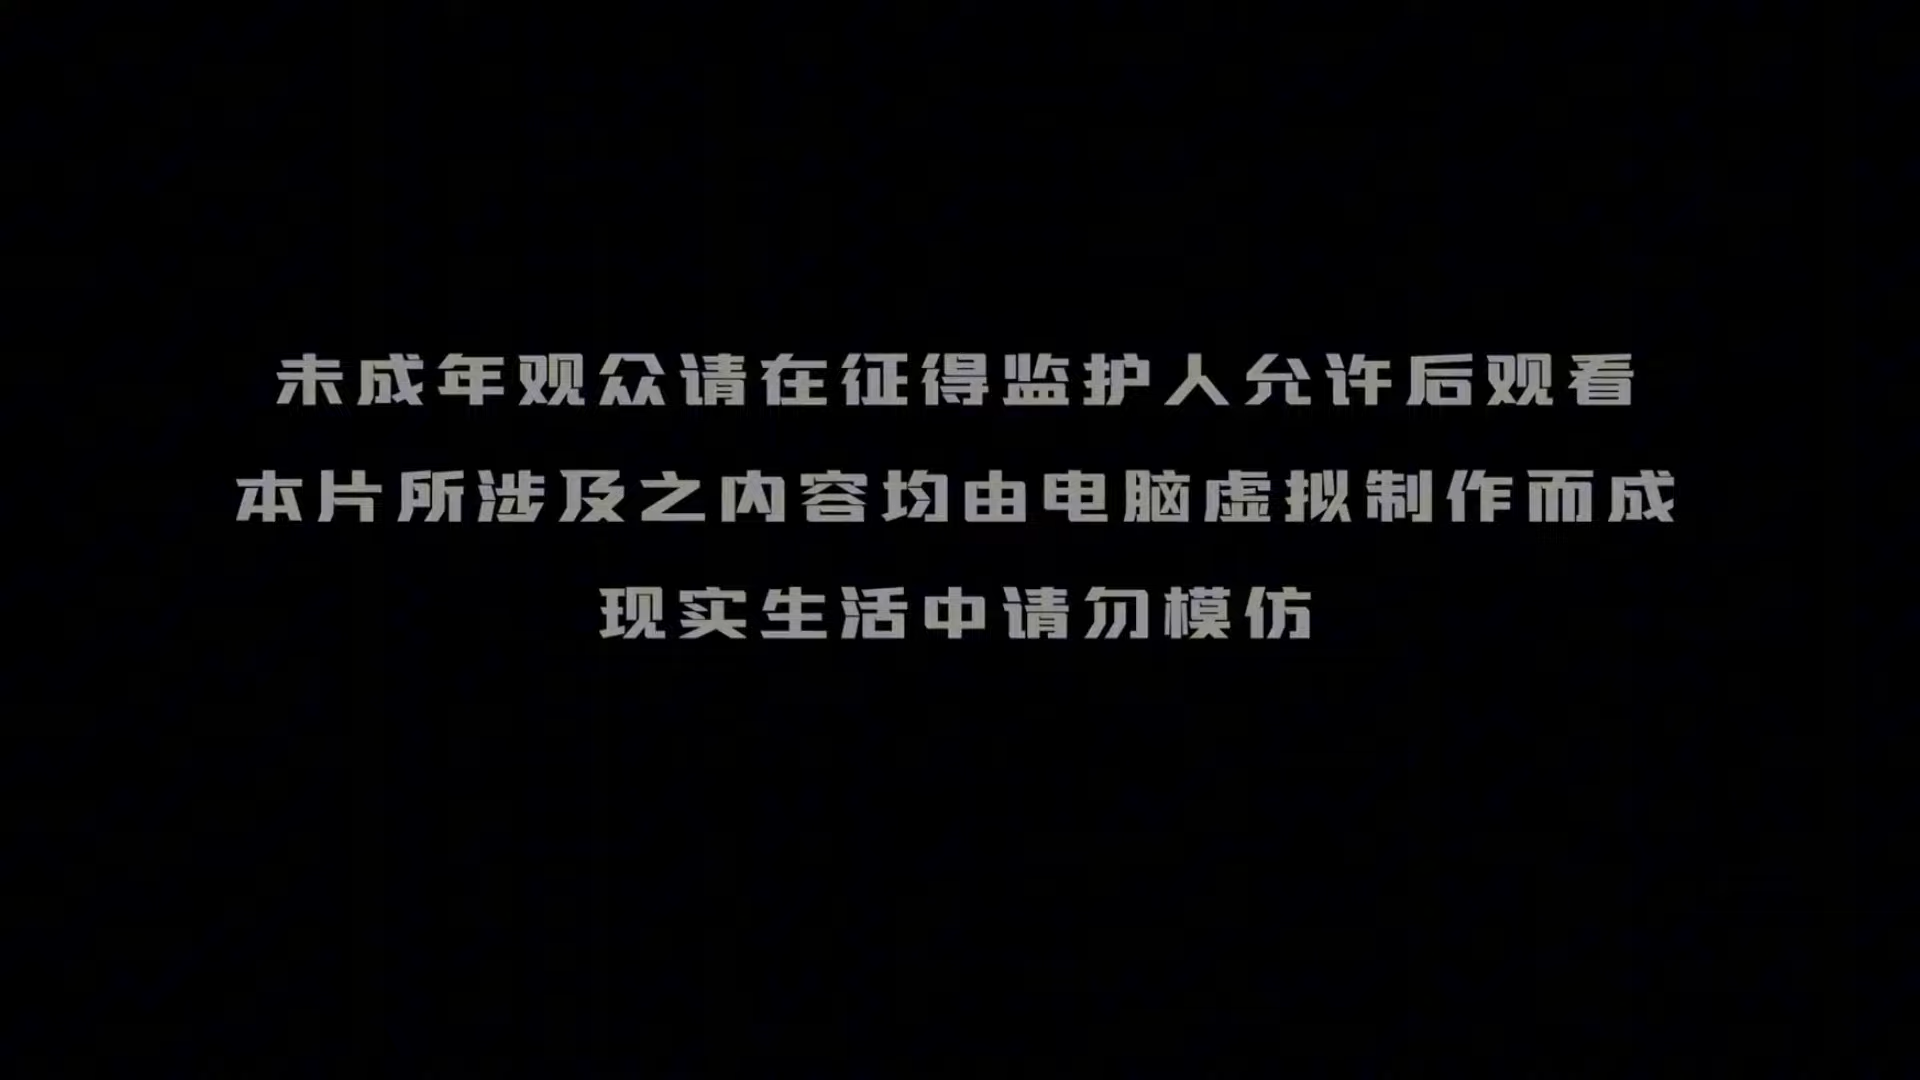 未成年观众请在征得监护人允许后观看
本片所涉及之内容均由电脑虚拟制作而成
现实生活中请勿模仿